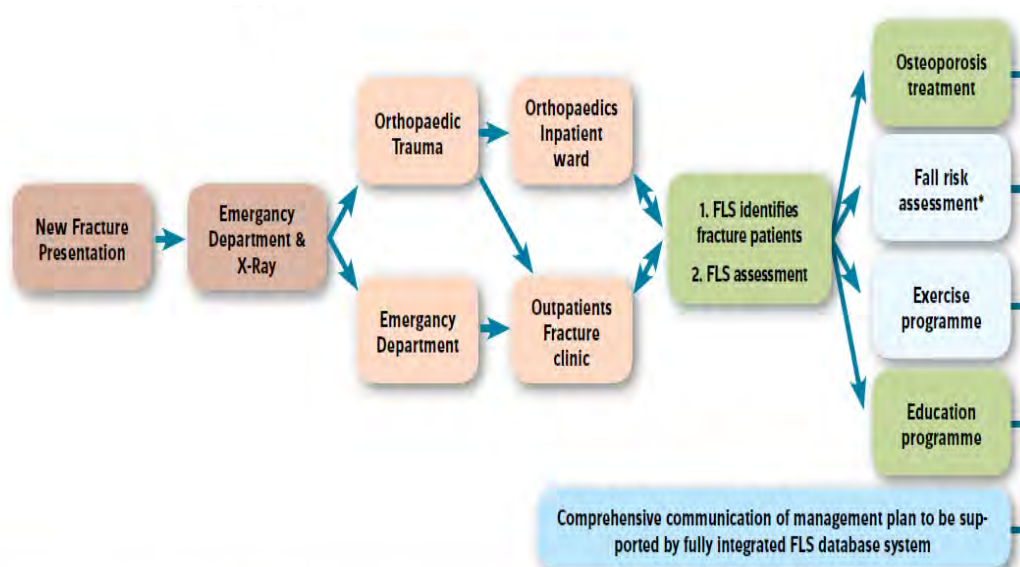 New Fracture
Presentation
Emergancy
Department &
X-Ray
Orthopaedic
Trauma
Emergancy
Department
Orthopaedics
Inpatient
ward
Outpatients
Fracture
clinic
1. FLS identifies
fracture patients
2. FLS assessment
Osteoporosis
treatment
Fall risk
assessment*
Exercise
programme
Education
programme
Comprehensive communication of management plan to be sup-
ported by fully integrated FLS database system